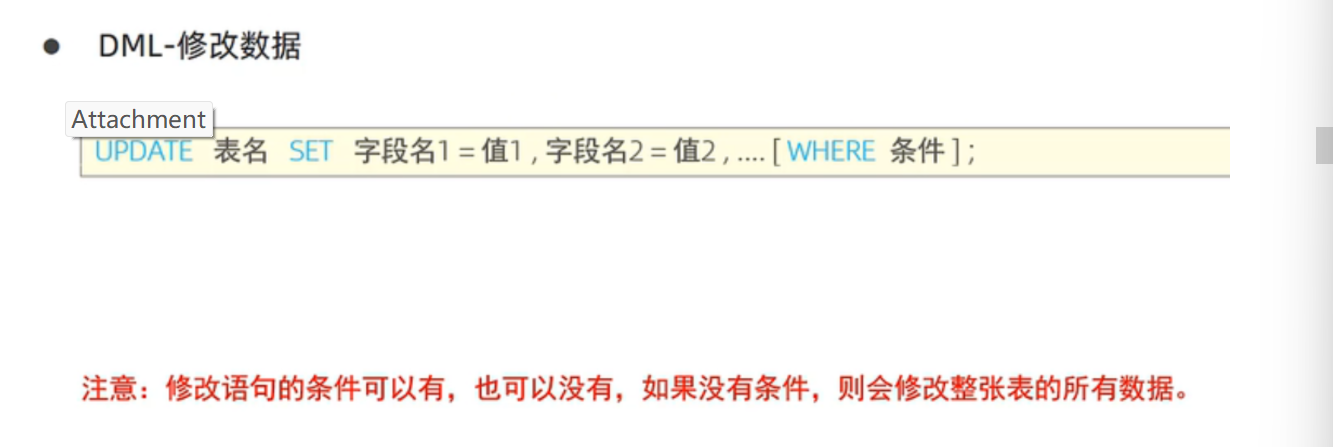 ● DML-修改数据
Attachment
UPDATE 表名 SET 字段名1 = 值1 , 字段名2 = 值2 , .... [ WHERE 条件 ] ;
注意：修改语句的条件可以有，也可以没有，如果没有条件，则会修改整张表的所有数据。